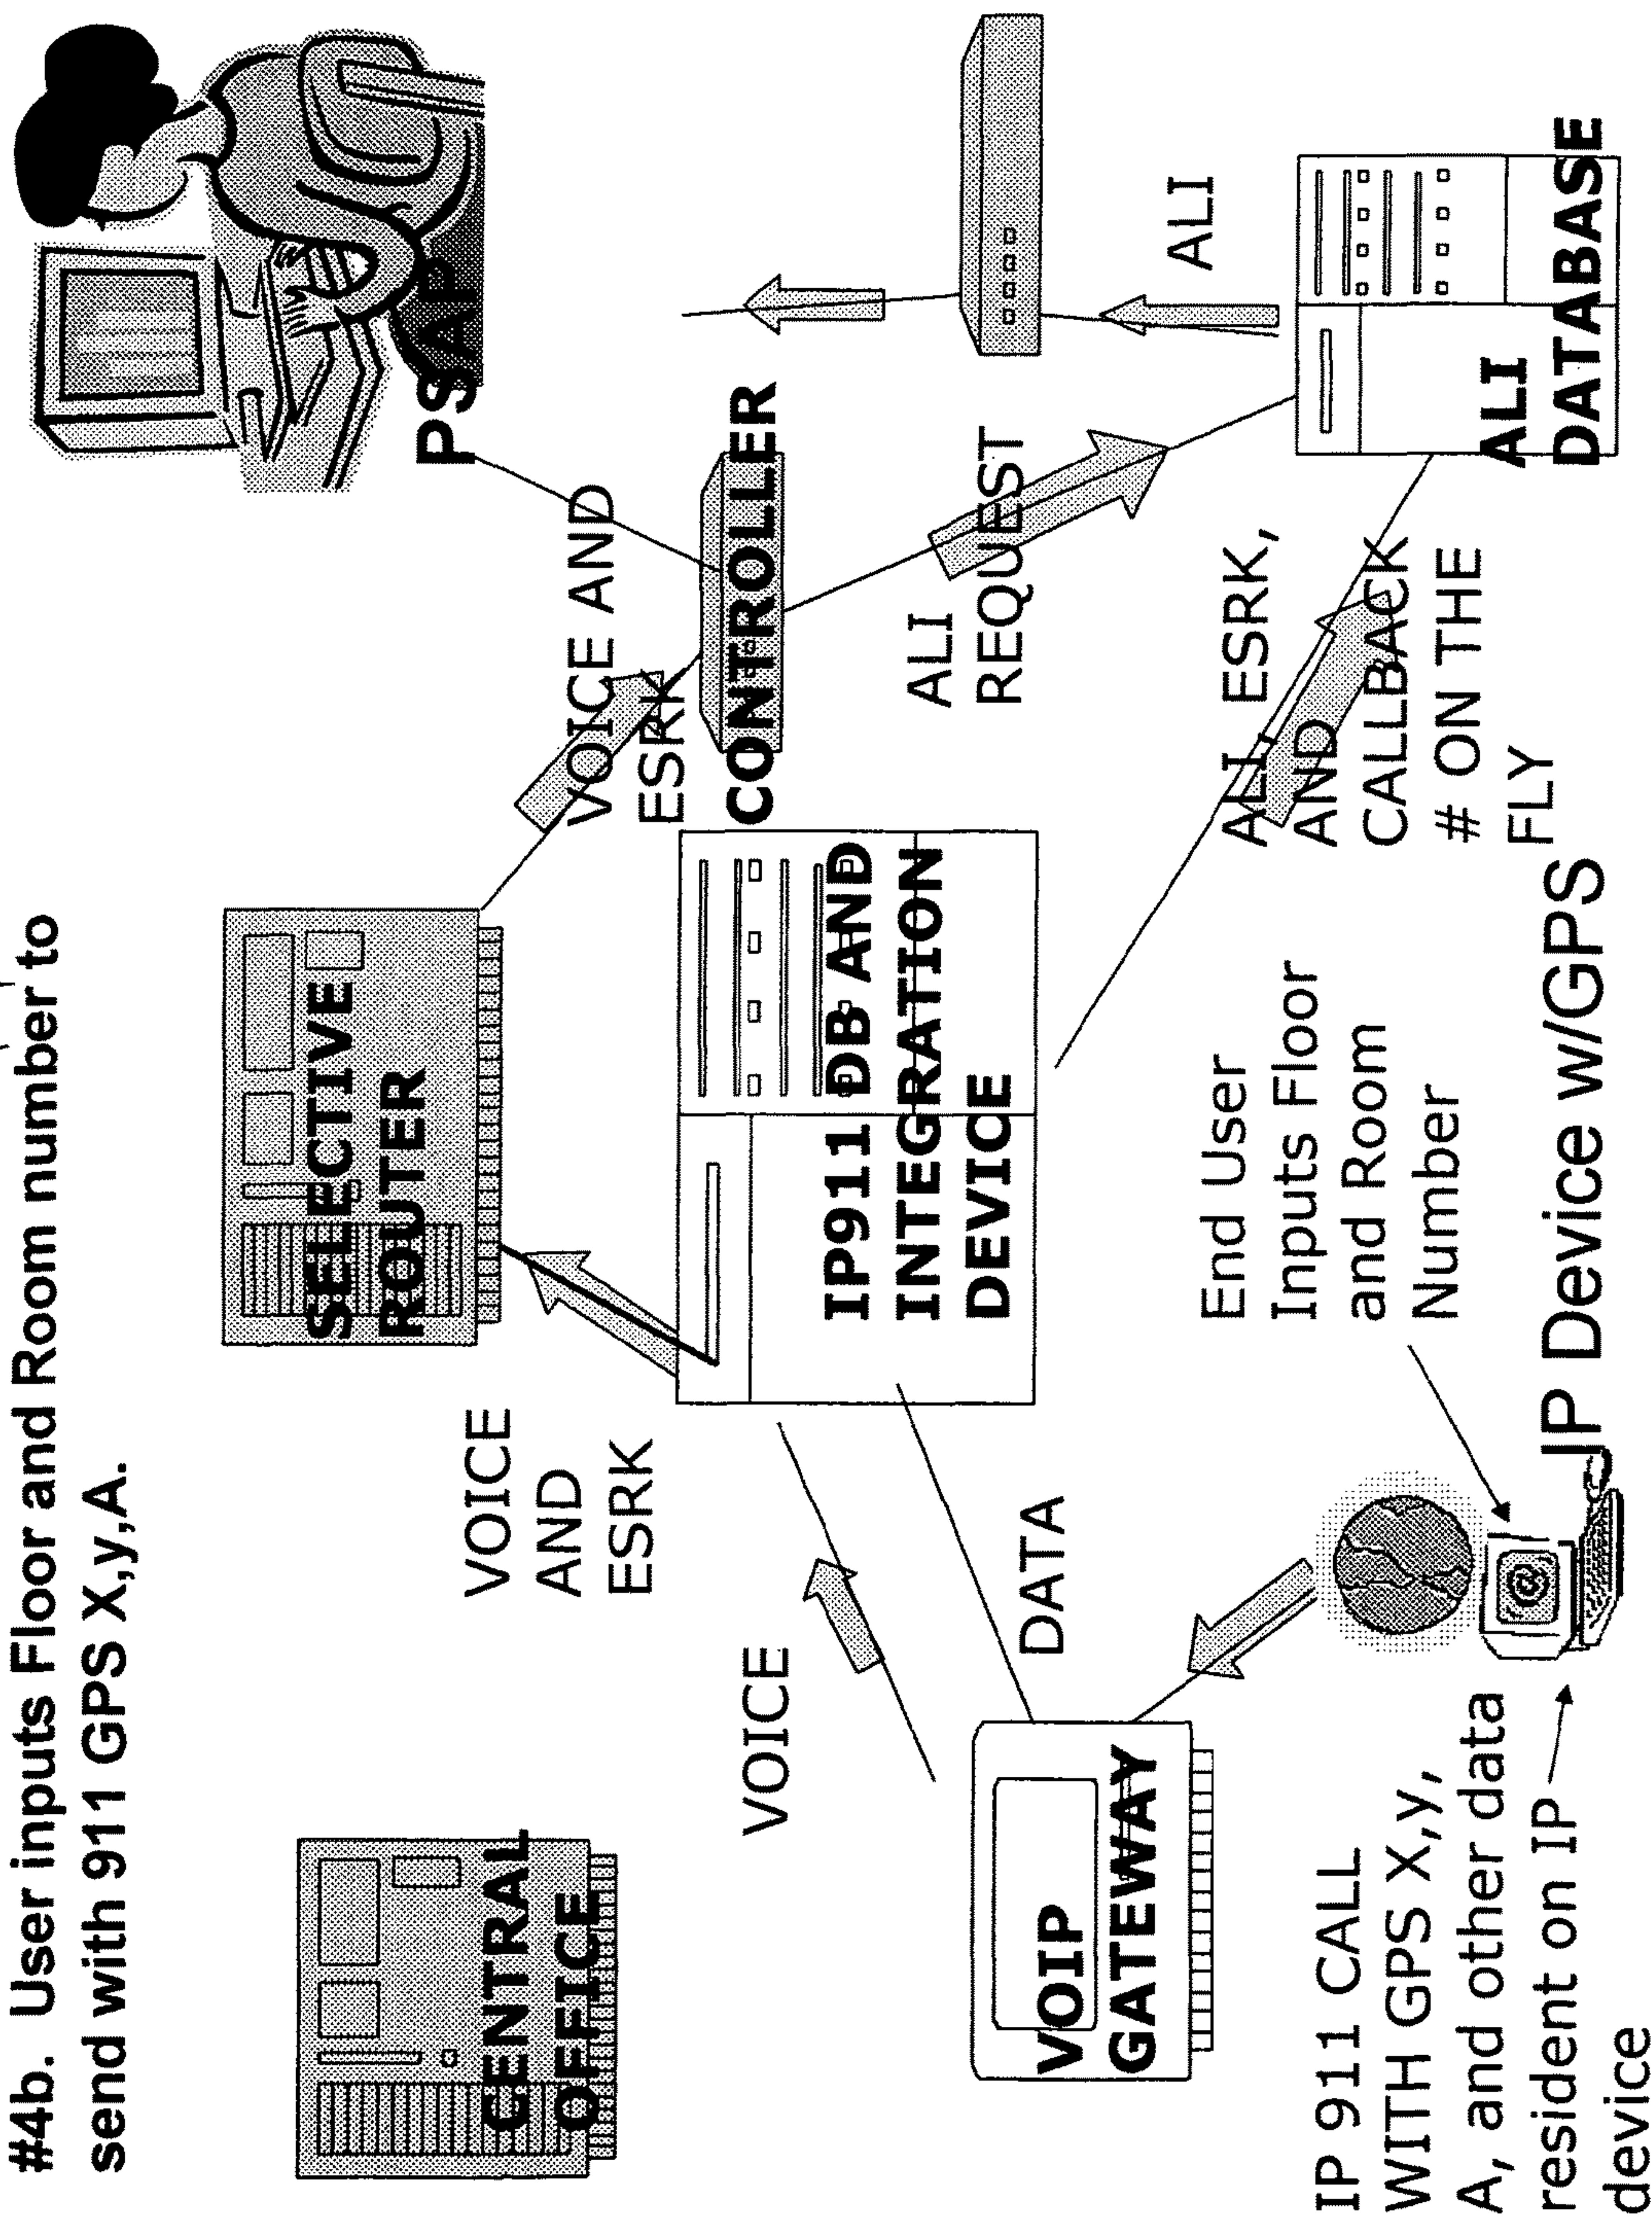 #4b. User inputs Floor and Room number to
send with 911 GPS X,y,A.
CENTRAL
OFFICE
SELECTIVE
ROUTER
PSAP
VOICE
AND
ESRK
VOICE AND
ESRK
CONTROLLER
VOICE
IP911 DB AND
INTEGRATION
DEVICE
ALI
REQUEST
ALI
VOIP
GATEWAY
DATA
ALI, ESRK,
AND
CALLBACK
# ON THE
FLY
ALI
DATABASE
End User
Inputs Floor
and Room
Number
IP 911 CALL
WITH GPS X,y,
A, and other data
resident on IP
device
@
IP Device w/GPS